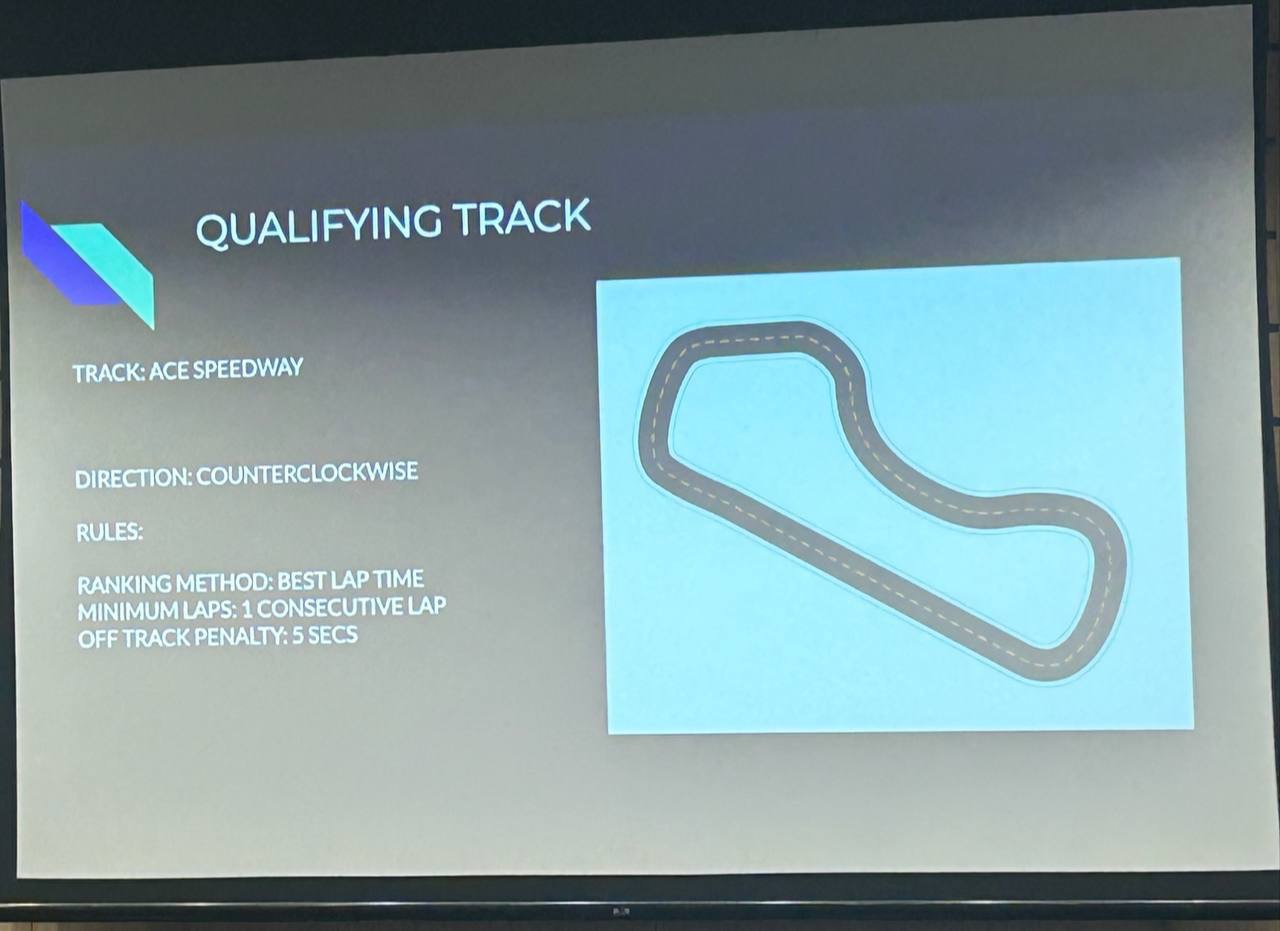 QUALIFYING TRACK
TRACK: ACE SPEEDWAY
DIRECTION: COUNTERCLOCKWISE
RULES:
RANKING METHOD: BEST LAP TIME
MINIMUM LAPS: 1 CONSECUTIVE LAP
OFF TRACK PENALTY: 5 SECS